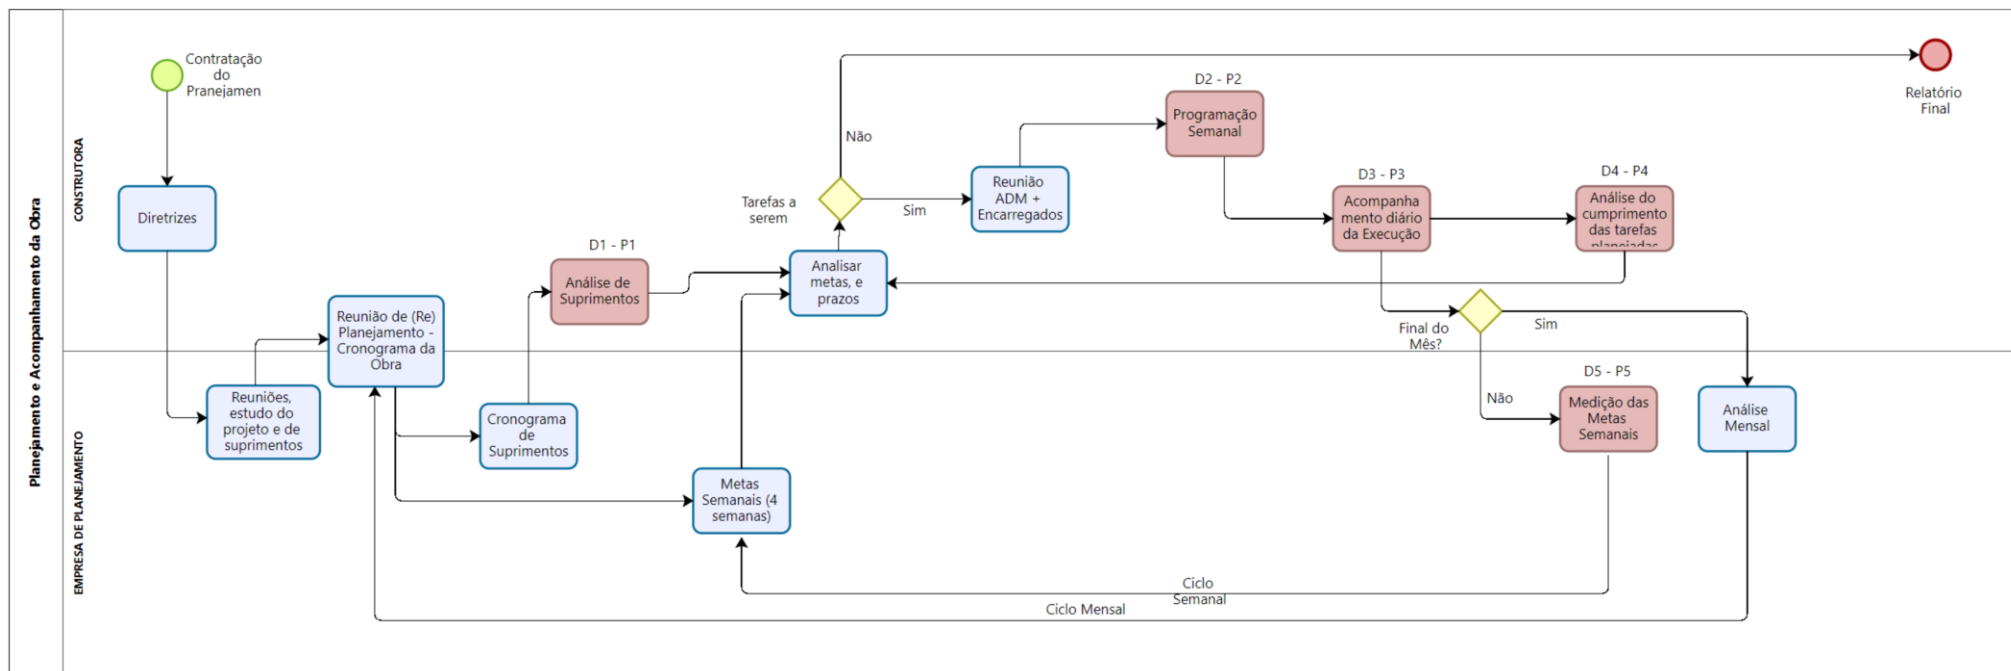 Planejamento e Acompanhamento da Obra
CONSTRUTORA
EMPRESA DE PLANEJAMENTO
Contratação
do
Pranejamen
Diretrizes
Reuniões,
estudo do
projeto e de
suprimentos
Reunião de (Re)
Planejamento -
Cronograma da
Obra
Cronograma
de
Suprimentos
D1 - P1
Análise de
Suprimentos
Metas
Semanais (4
semanas)
Analisar
metas, e
prazos
Tarefas a
serem
Não
Sim
Reunião
ADM +
Encarregados
D2 - P2
Programação
Semanal
D3 - P3
Acompanha
mento diário
da Execução
D4 - P4
Análise do
cumprimento
das tarefas
planejadas
Final do
Mês?
Sim
Não
D5 - P5
Medição das
Metas
Semanais
Análise
Mensal
Relatório
Final
Ciclo
Semanal
Ciclo Mensal